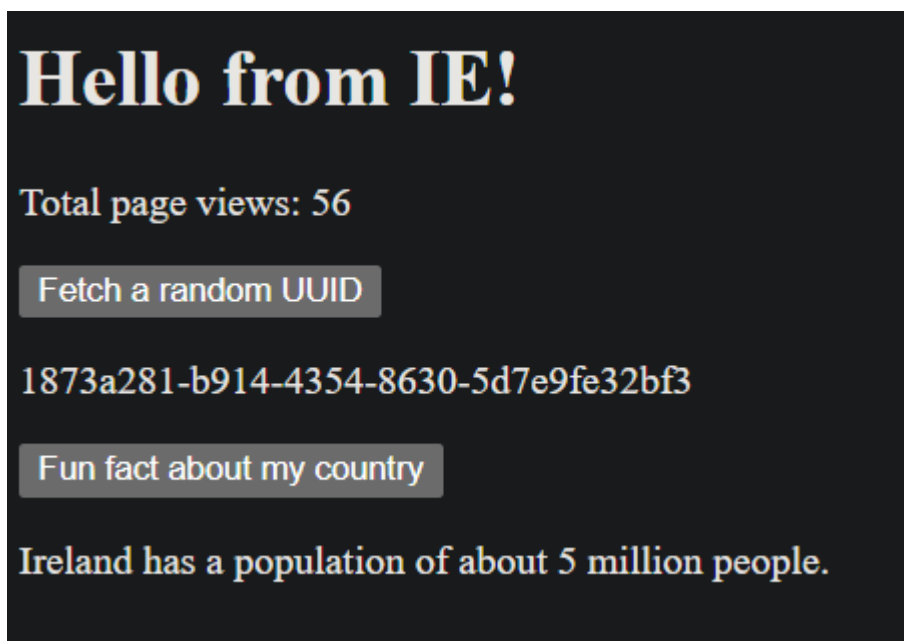 Hello from IE!
Total page views: 56
Fetch a random UUID
1873a281-b914-4354-8630-5d7e9fe32bf3
Fun fact about my country
Ireland has a population of about 5 million people.